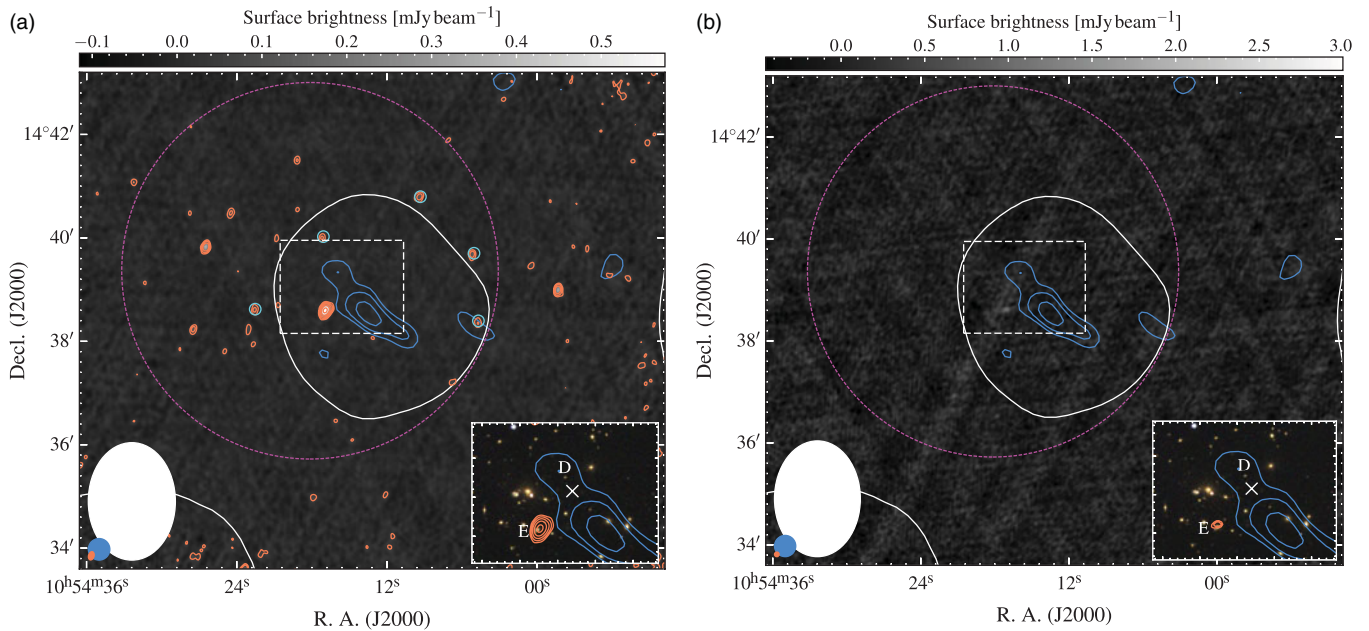 (a)
Surface brightness [mJy beam⁻¹]
−0.1 0.0 0.1 0.2 0.3 0.4 0.5
14°42′
40′
38′
36′
34′
Decl. (J2000)
D
E
10ʰ54ᵐ36ˢ 24ˢ 12ˢ 00ˢ
R. A. (J2000)
(b)
Surface brightness [mJy beam⁻¹]
0.0 0.5 1.0 1.5 2.0 2.5 3.0
14°42′
40′
38′
36′
34′
Decl. (J2000)
D
E
10ʰ54ᵐ36ˢ 24ˢ 12ˢ 00ˢ
R. A. (J2000)